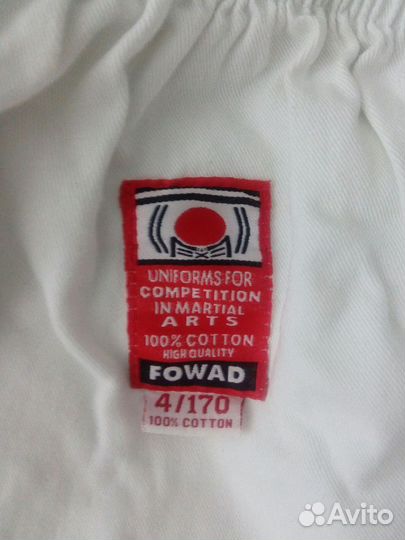 UNIFORMS FOR
COMPETITION
IN MARTIAL
ARTS
100% COTTON
HIGH QUALITY
FOWAD
4/170
100% COTTON
Avito